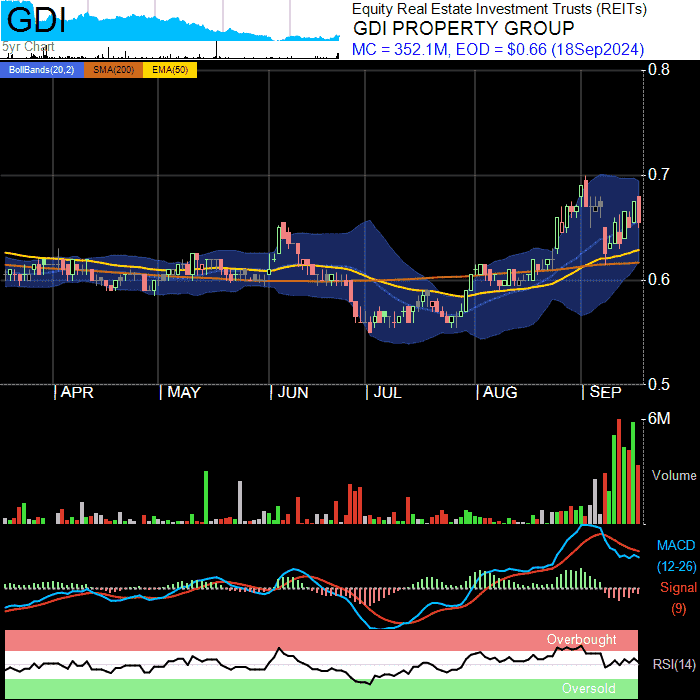 GDI
5yr Chart
Equity Real Estate Investment Trusts (REITs)
GDI PROPERTY GROUP
MC = 352.1M, EOD = $0.66 (18Sep2024)
BollBands(20,2) SMA(200) EMA(50)
0.8
0.7
0.6
0.5
APR MAY JUN JUL AUG SEP
6M
Volume
MACD
(12-26)
Signal
(9)
Overbought
RSI(14)
Oversold